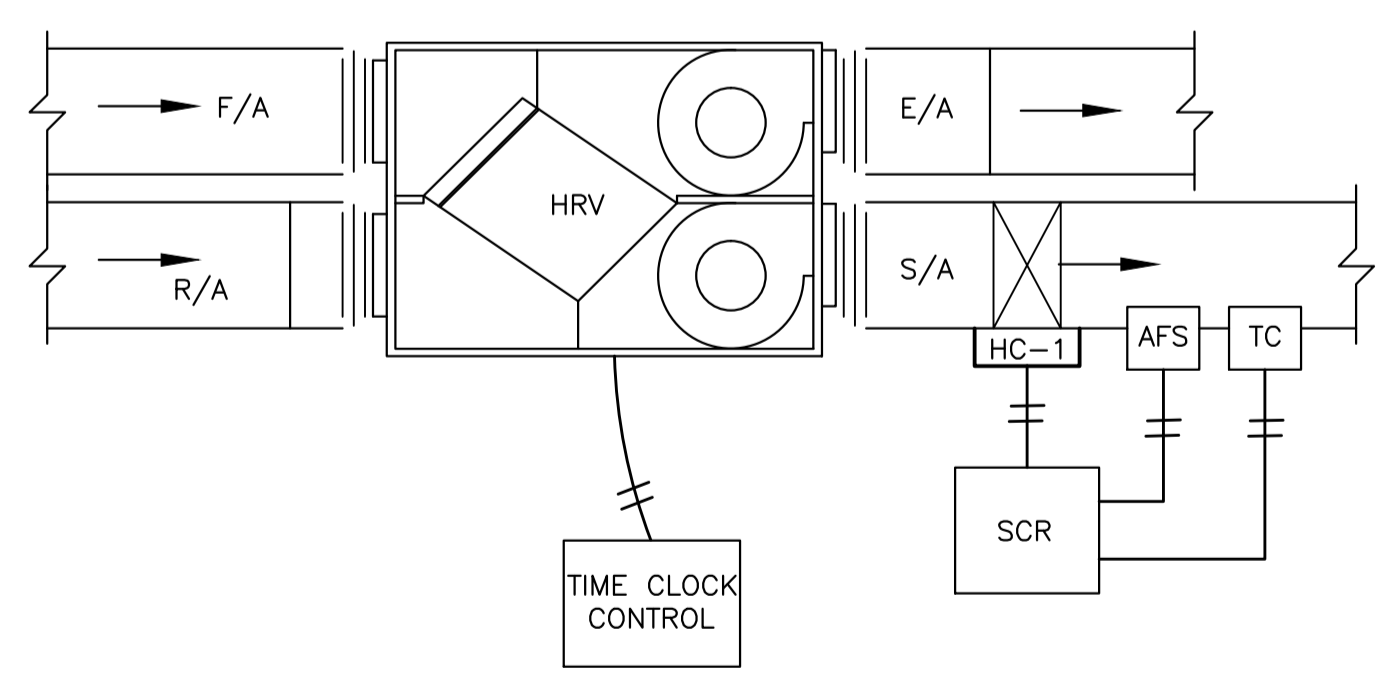 F/A
E/A
HRV
R/A
S/A
HC-1
AFS
TC
SCR
TIME CLOCK
CONTROL